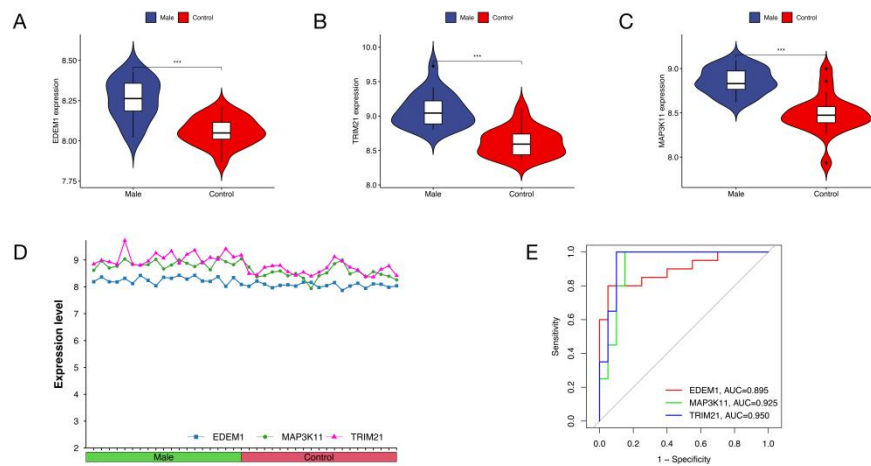 A
Male Control
EDEM1 expression
8.50
8.25
8.00
7.75
***
Male Control
B
Male Control
TRIM21 expression
10.0
9.5
9.0
8.5
8.0
***
Male Control
C
Male Control
MAP3K11 expression
9.0
8.5
8.0
***
Male Control
D
Expression level
9
8
7
6
5
4
3
2
EDEM1 MAP3K11 TRIM21
Male Control
E
Sensitivity
1.0
0.8
0.6
0.4
0.2
0.0
EDEM1, AUC=0.895
MAP3K11, AUC=0.925
TRIM21, AUC=0.950
0.0 0.2 0.4 0.6 0.8 1.0
1 − Specificity